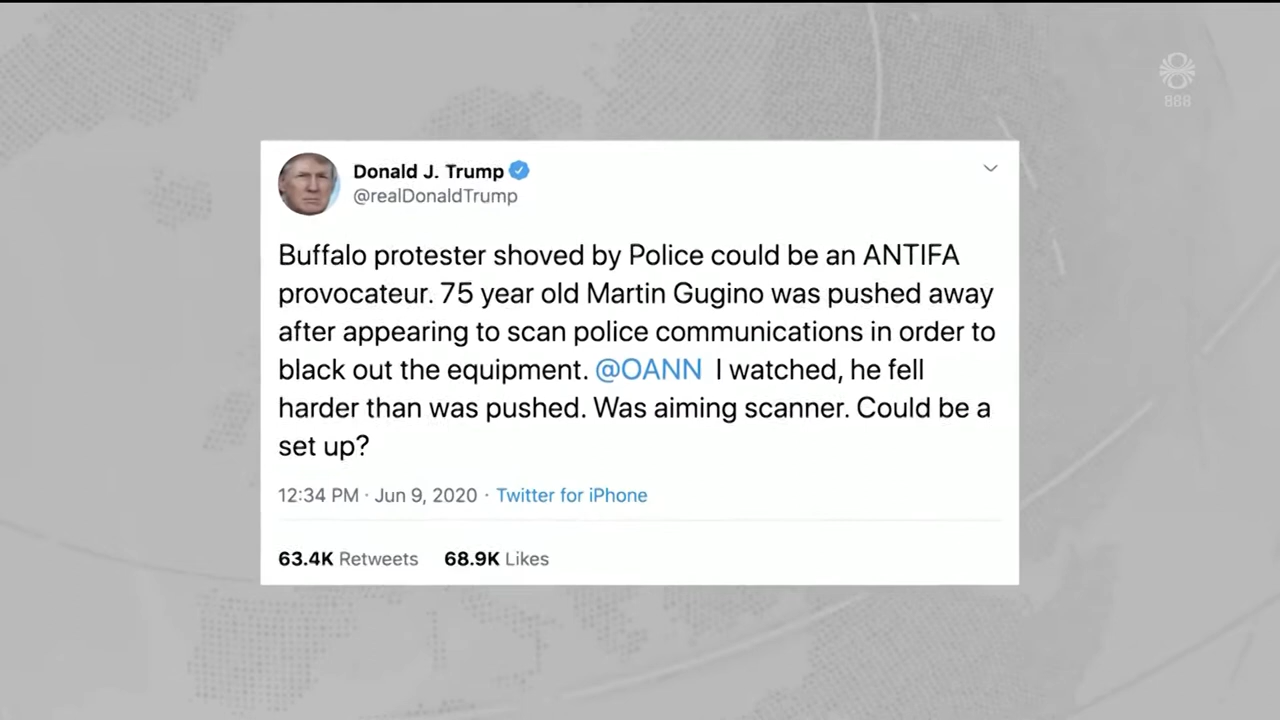 888
Donald J. Trump
@realDonaldTrump
Buffalo protester shoved by Police could be an ANTIFA
provocateur. 75 year old Martin Gugino was pushed away
after appearing to scan police communications in order to
black out the equipment. @OANN I watched, he fell
harder than was pushed. Was aiming scanner. Could be a
set up?
12:34 PM · Jun 9, 2020 · Twitter for iPhone
63.4K Retweets 68.9K Likes